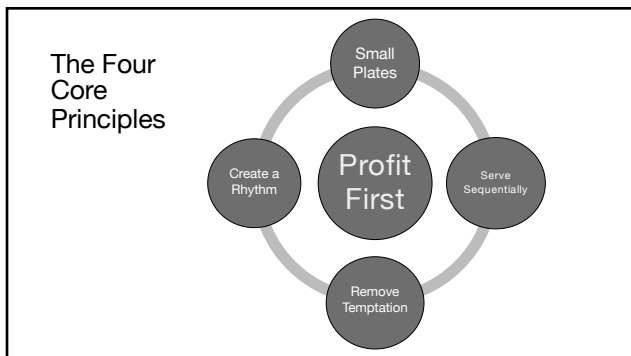 The Four
Core
Principles
Small
Plates
Create a
Rhythm
Profit
First
Serve
Sequentially
Remove
Temptation